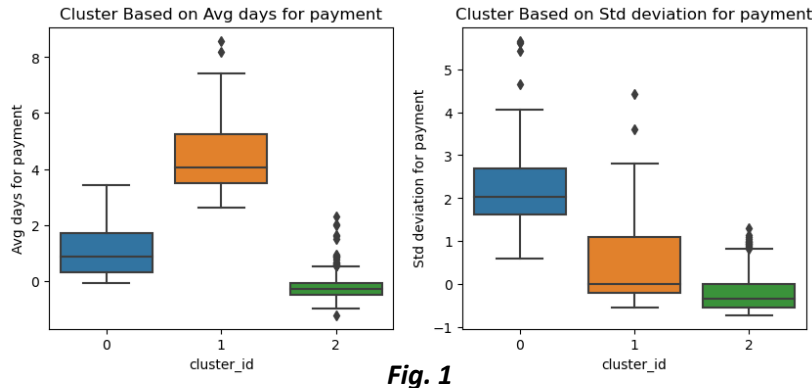 Cluster Based on Avg days for payment
Avg days for payment
8
6
4
2
0
0 1 2
cluster_id
Cluster Based on Std deviation for payment
Std deviation for payment
5
4
3
2
1
0
−1
0 1 2
cluster_id
Fig. 1